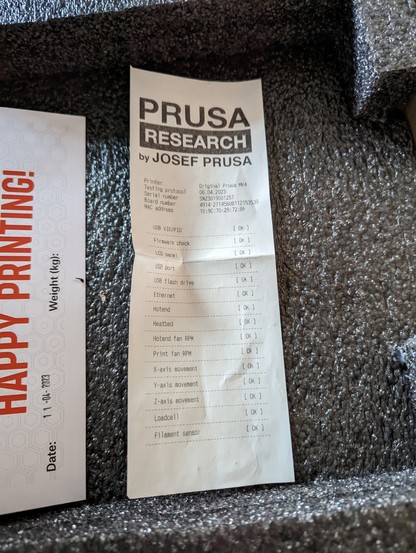 PRUSA
RESEARCH
by JOSEF PRUSA
Printer Original Prusa MK4
Testing protocol 06.04.2023
Serial number
Board number
MAC address
USB VID/PID [ OK ]
Firmware check [ OK ]
[ OK ]
USB port [ OK ]
USB flash drive [ OK ]
Ethernet [ OK ]
Hotend [ OK ]
Heatbed [ OK ]
Hotend fan RPM [ OK ]
Print fan RPM [ OK ]
X-axis movement [ OK ]
Y-axis movement [ OK ]
Z-axis movement [ OK ]
Loadcell [ OK ]
Filament sensor [ OK ]
HAPPY PRINTING!
Date: 11-04-2023
Weight (kg):